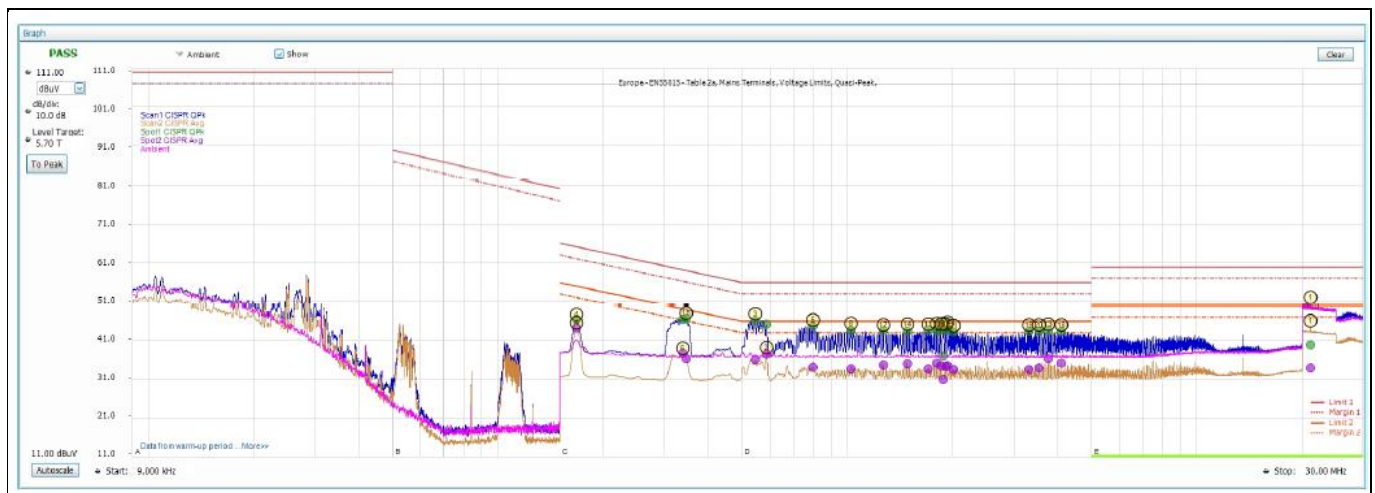 Graph
PASS
Ambient
Show
Clear
111.00
dBuV
dB/div:
10.0 dB
Level Target:
5.70 T
To Peak
111.0
101.0
91.0
81.0
71.0
61.0
51.0
41.0
31.0
21.0
11.0
Europe - EN55015 - Table 2a, Mains Terminals, Voltage Limits, Quasi-Peak.
Scan1 CISPR QPk
Scan2 CISPR Avg
Spot1 CISPR QPk
Spot2 CISPR Avg
Ambient
Limit 1
Margin 1
Limit 2
Margin 2
Data from warm-up period... More>>
A
B
C
D
E
11.00 dBuV
Autoscale
Start: 9.000 kHz
Stop: 30.00 MHz